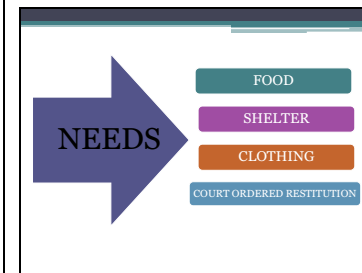 NEEDS
FOOD
SHELTER
CLOTHING
COURT ORDERED RESTITUTION